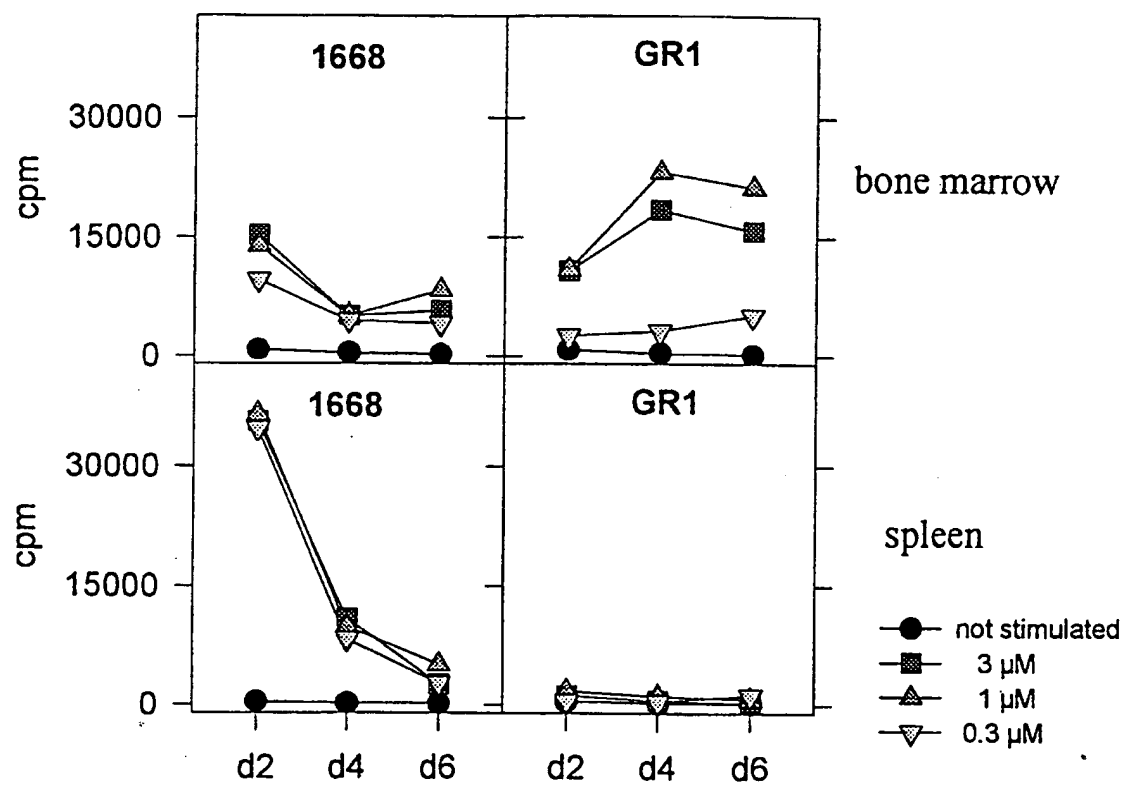 1668 GR1
30000
15000
0
cpm
bone marrow
1668 GR1
30000
15000
0
cpm
spleen
d2 d4 d6 d2 d4 d6
not stimulated
3 µM
1 µM
0.3 µM